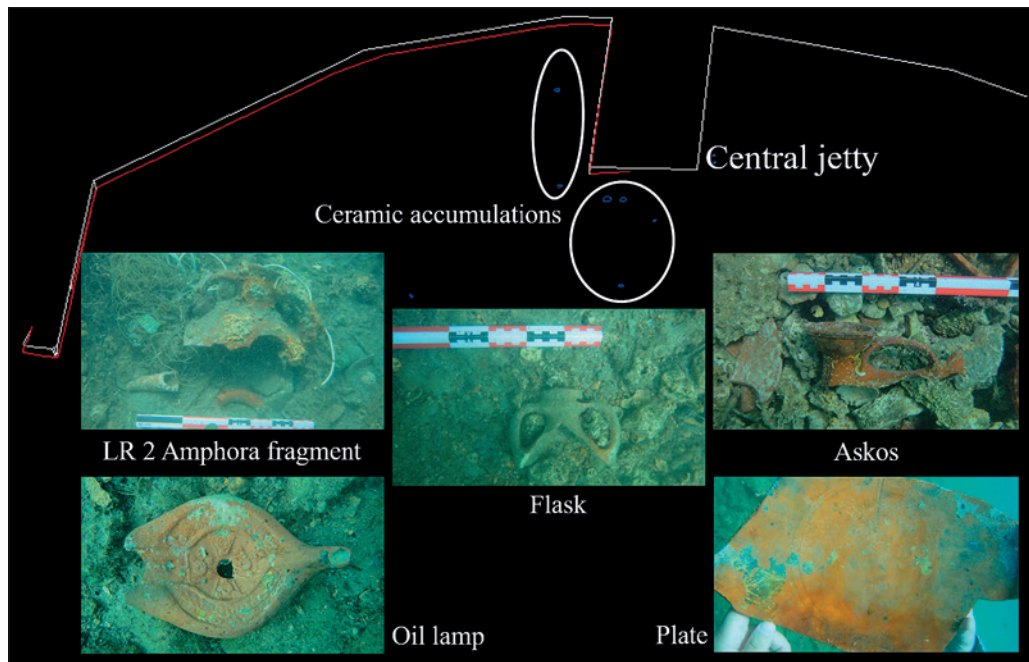 Central jetty
Ceramic accumulations
LR 2 Amphora fragment
Flask
Askos
Oil lamp
Plate